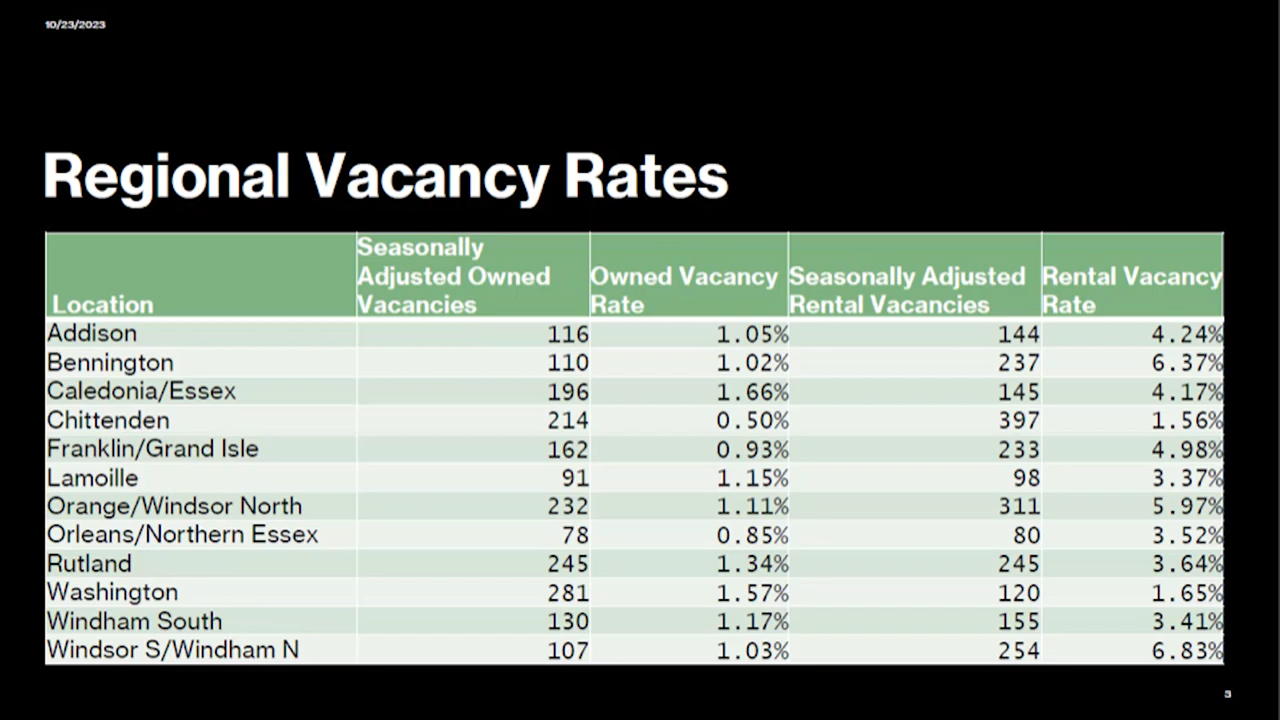 10/23/2023
Regional Vacancy Rates
Location | Seasonally Adjusted Owned Vacancies | Owned Vacancy Rate | Seasonally Adjusted Rental Vacancies | Rental Vacancy Rate
Addison 116 1.05% 144 4.24%
Bennington 110 1.02% 237 6.37%
Caledonia/Essex 196 1.66% 145 4.17%
Chittenden 214 0.50% 397 1.56%
Franklin/Grand Isle 162 0.93% 233 4.98%
Lamoille 91 1.15% 98 3.37%
Orange/Windsor North 232 1.11% 311 5.97%
Orleans/Northern Essex 78 0.85% 80 3.52%
Rutland 245 1.34% 245 3.64%
Washington 281 1.57% 120 1.65%
Windham South 130 1.17% 155 3.41%
Windsor S/Windham N 107 1.03% 254 6.83%
3